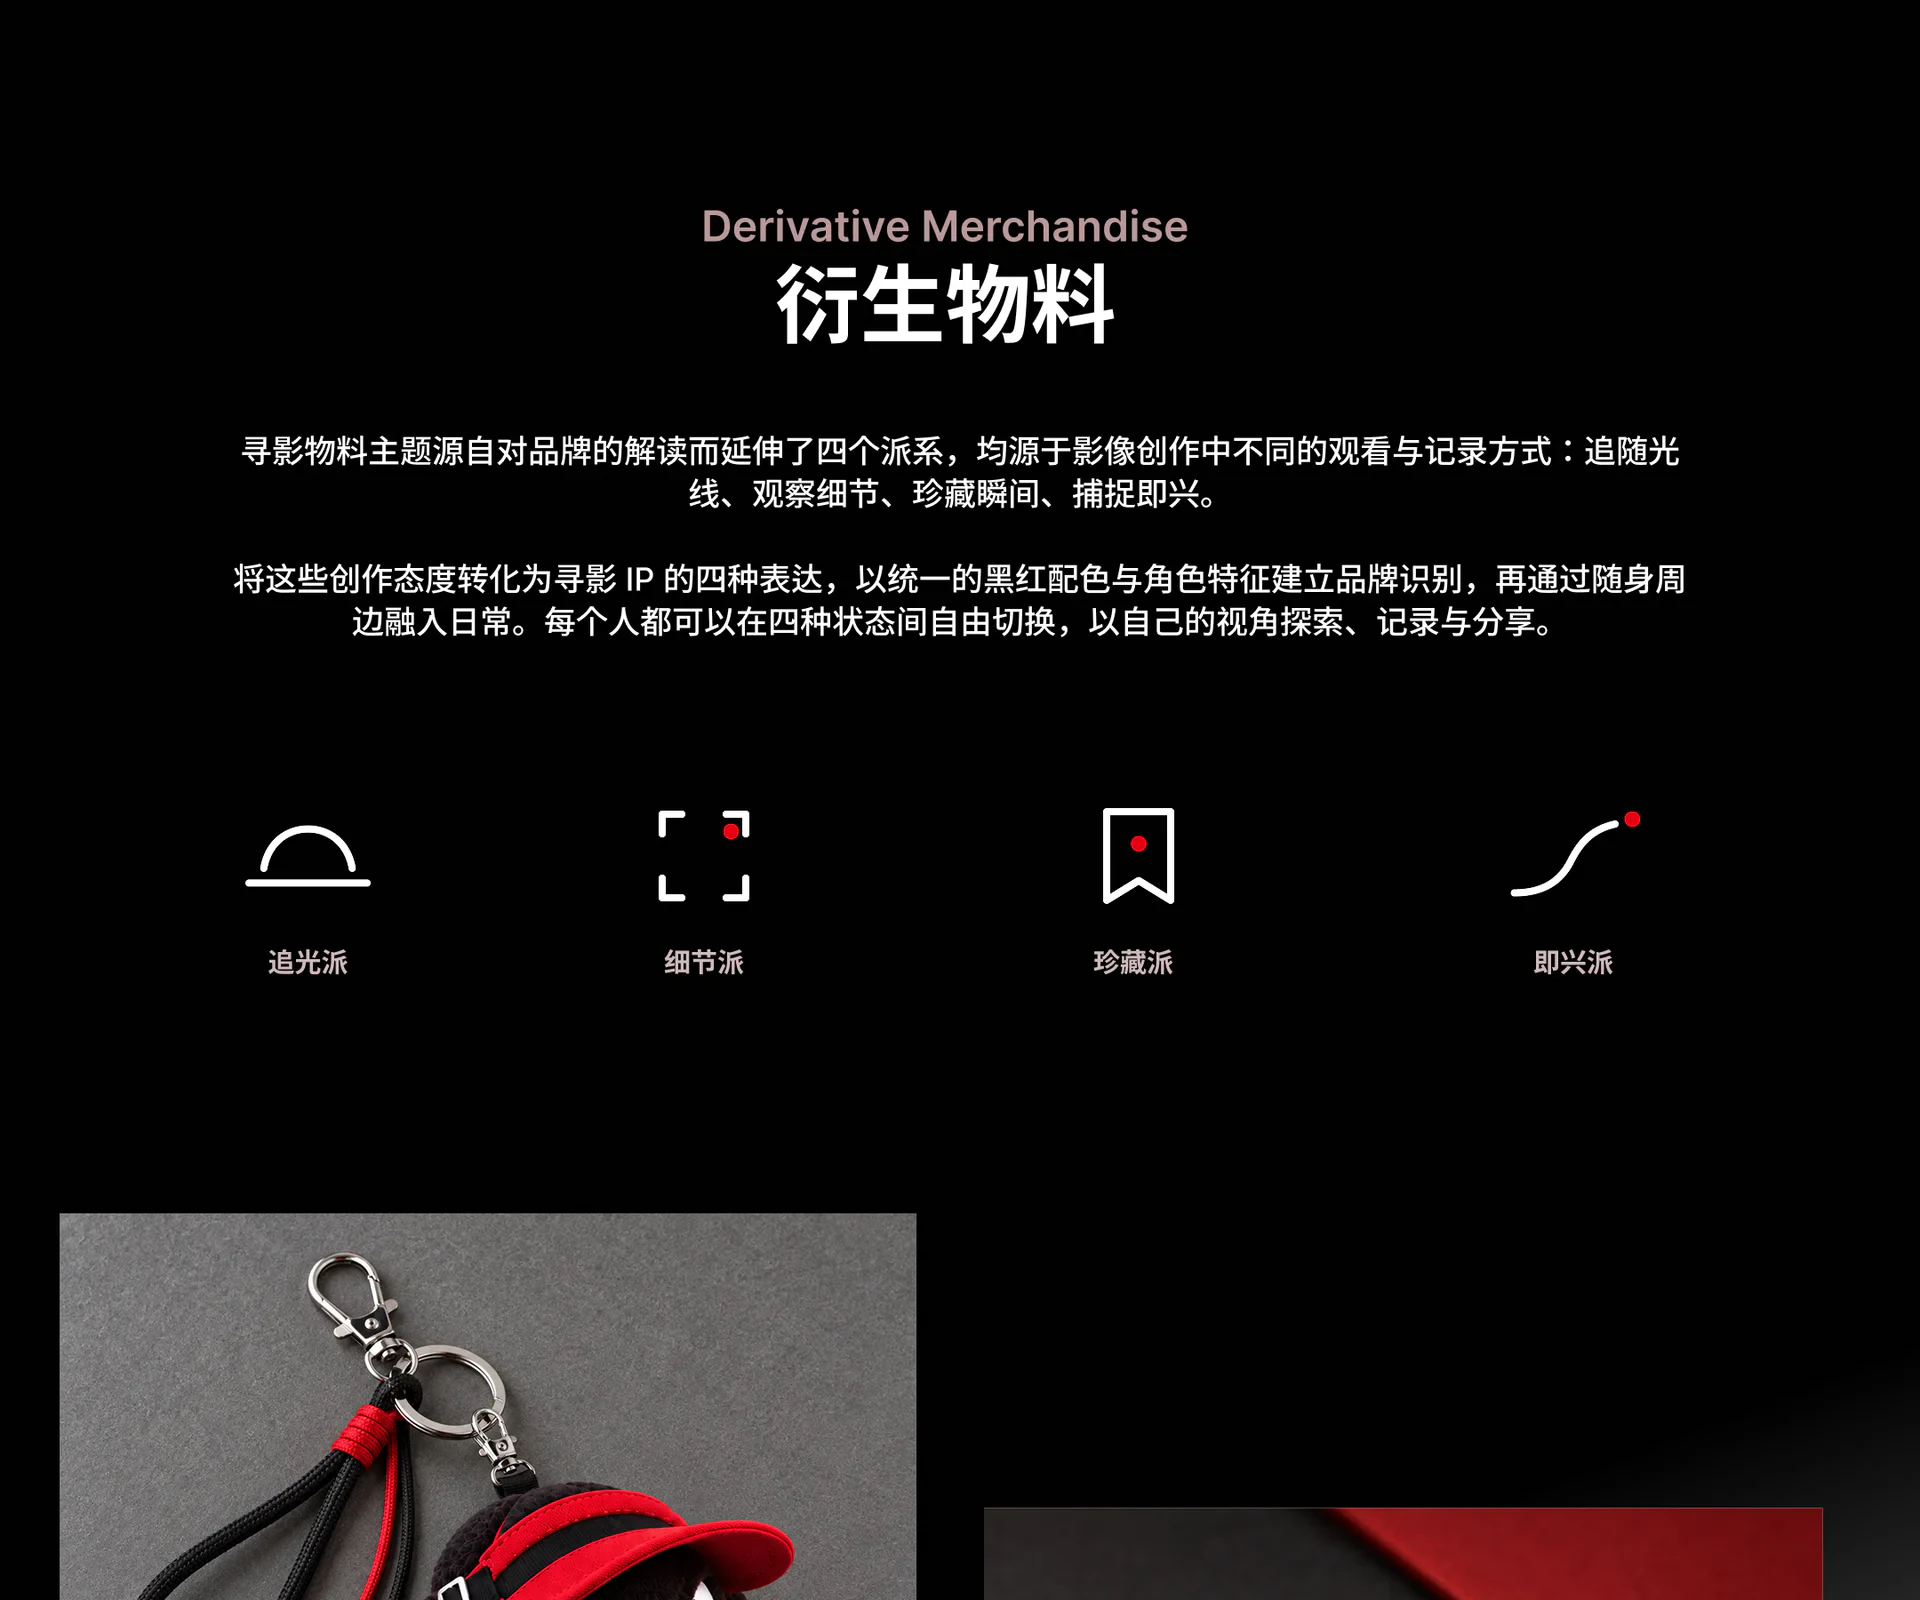 Derivative Merchandise
衍生物料
寻影物料主题源自对品牌的解读而延伸了四个派系，均源于影像创作中不同的观看与记录方式：追随光
线、观察细节、珍藏瞬间、捕捉即兴。
将这些创作态度转化为寻影 IP 的四种表达，以统一的黑红配色与角色特征建立品牌识别，再通过随身周
边融入日常。每个人都可以在四种状态间自由切换，以自己的视角探索、记录与分享。
追光派
细节派
珍藏派
即兴派